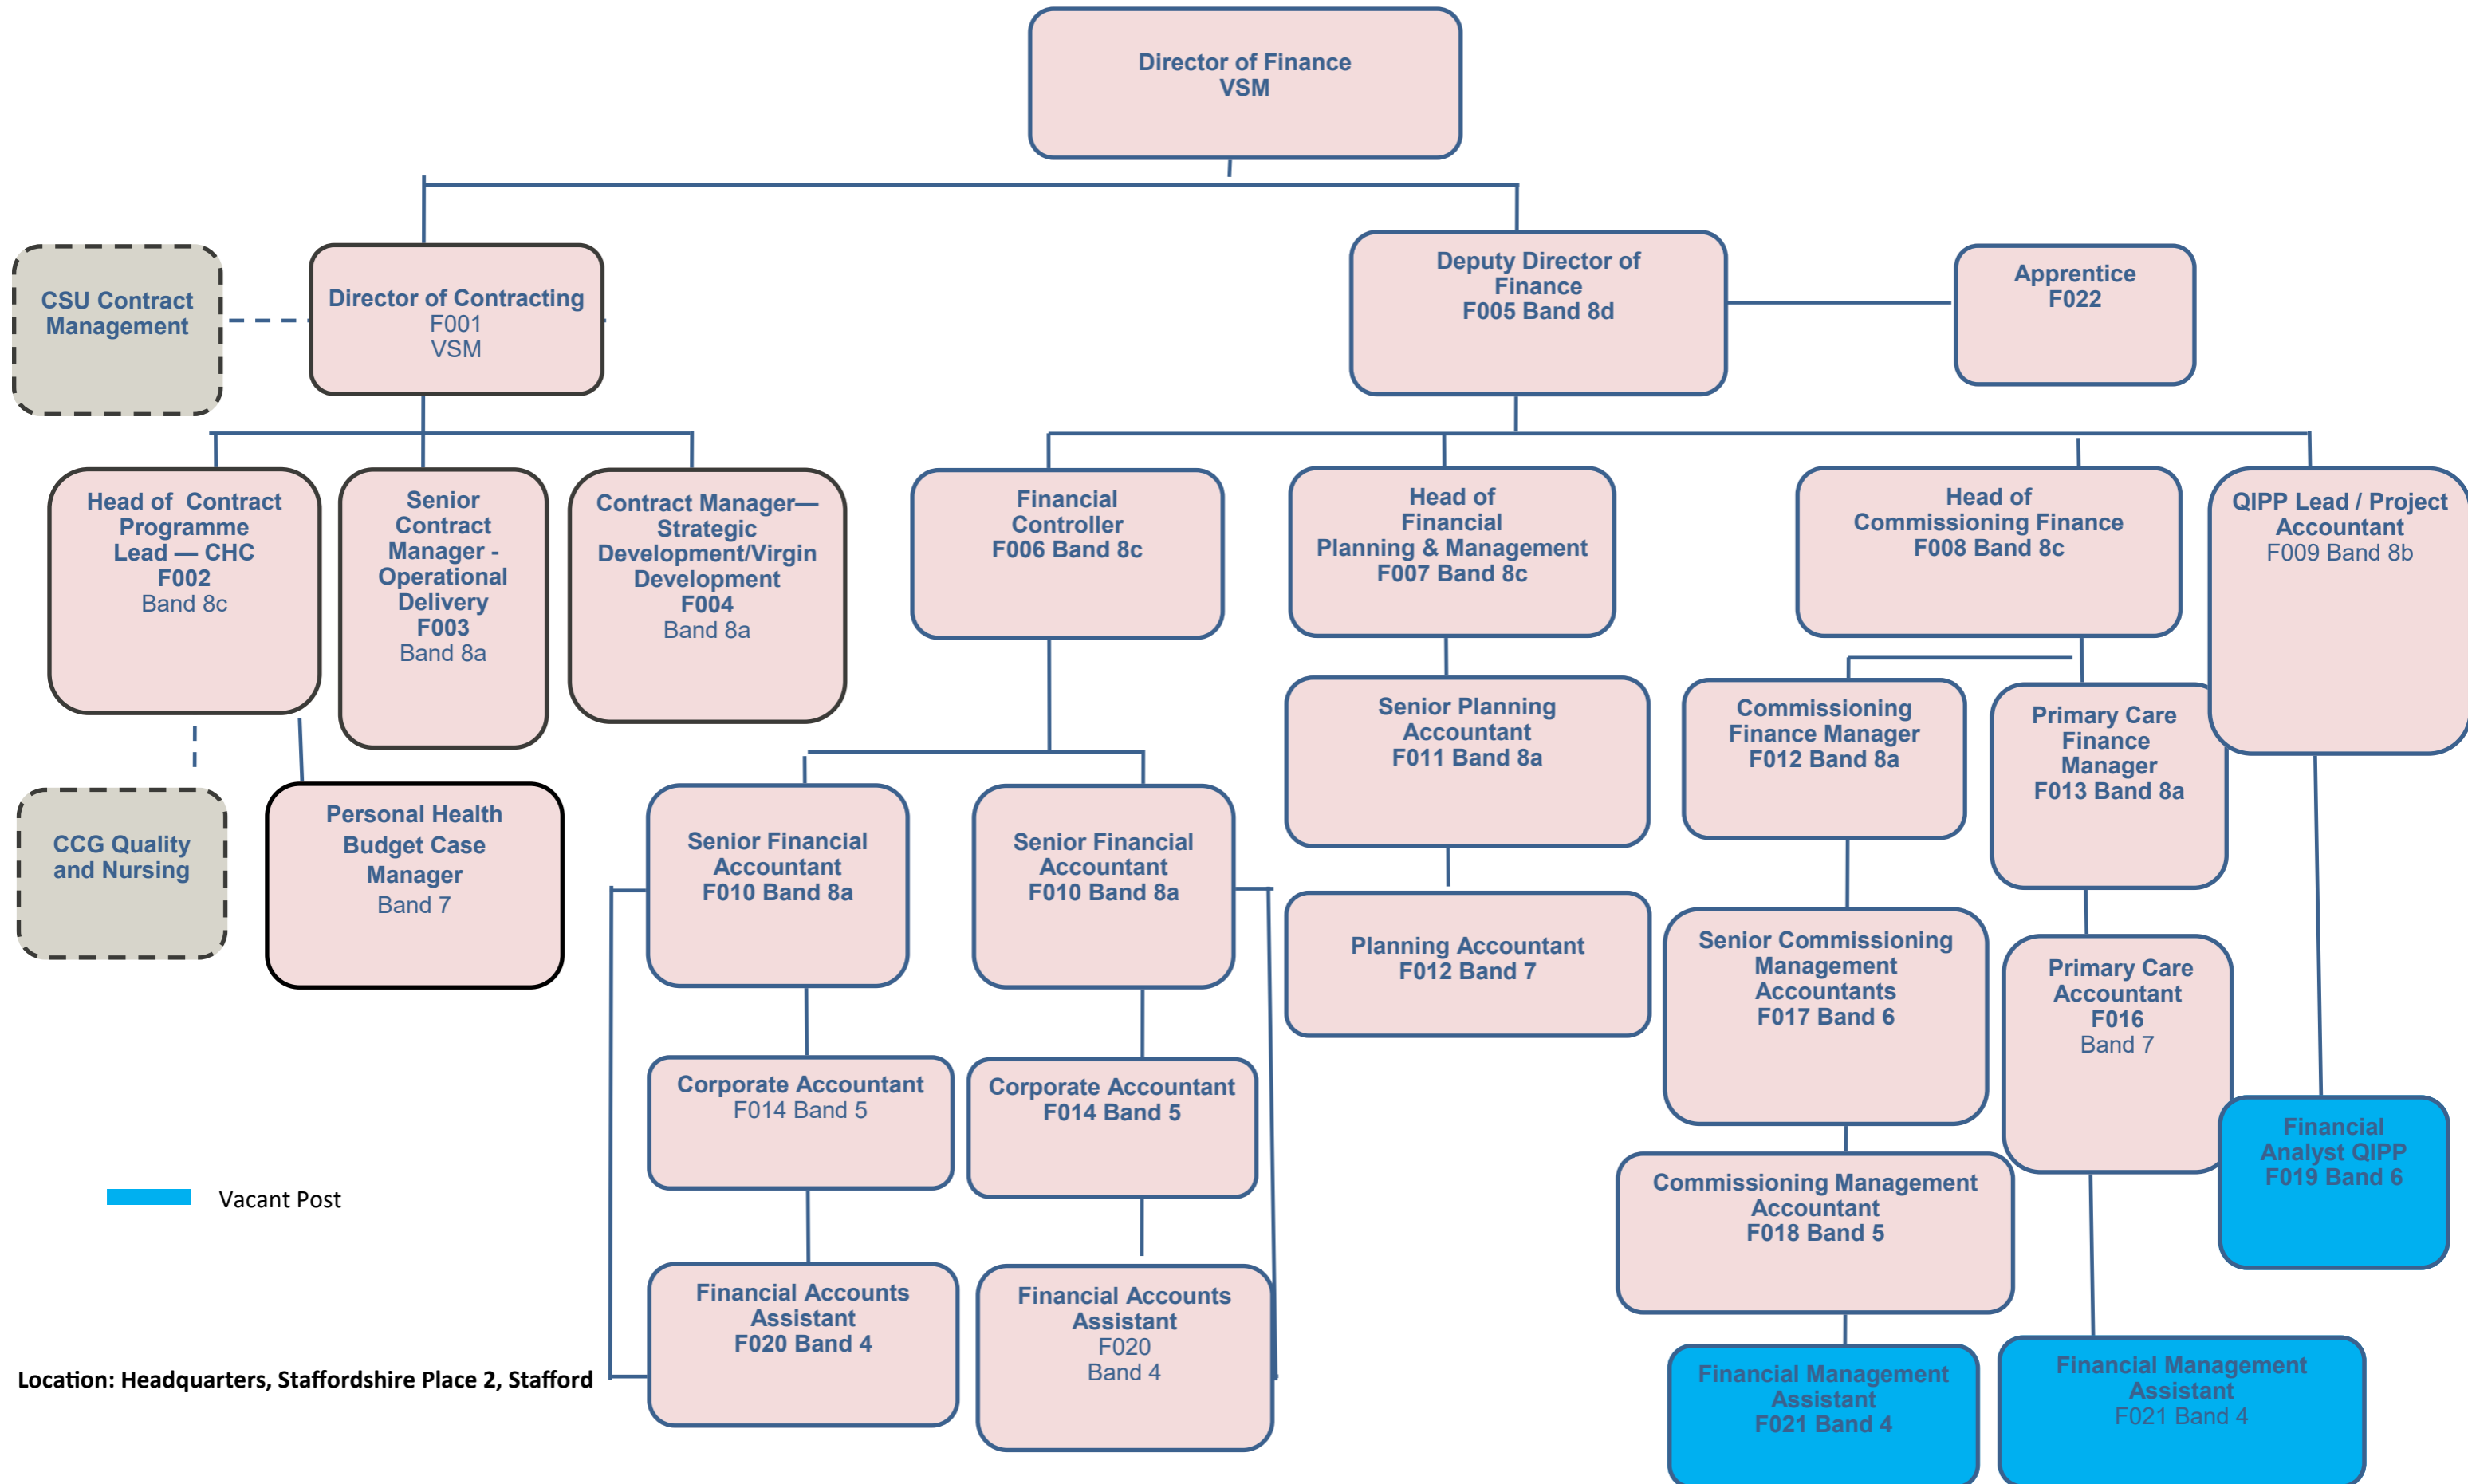 Director of Finance
VSM
CSU Contract
Management
Director of Contracting
F001
VSM
Deputy Director of
Finance
F005 Band 8d
Apprentice
F022
Head of  Contract
Programme
Lead — CHC
F002
Band 8c
Senior
Contract
Manager -
Operational
Delivery
F003
Band 8a
Contract Manager—
Strategic
Development/Virgin
Development
F004
Band 8a
Financial
Controller
F006 Band 8c
Head of
Financial
Planning & Management
F007 Band 8c
Head of
Commissioning Finance
F008 Band 8c
QIPP Lead / Project
Accountant
F009 Band 8b
CCG Quality
and Nursing
Personal Health
Budget Case
Manager
Band 7
Senior Financial
Accountant
F010 Band 8a
Senior Financial
Accountant
F010 Band 8a
Senior Planning
Accountant
F011 Band 8a
Commissioning
Finance Manager
F012 Band 8a
Primary Care
Finance
Manager
F013 Band 8a
Planning Accountant
F012 Band 7
Senior Commissioning
Management
Accountants
F017 Band 6
Primary Care
Accountant
F016
Band 7
Corporate Accountant
F014 Band 5
Corporate Accountant
F014 Band 5
Commissioning Management
Accountant
F018 Band 5
Financial
Analyst QIPP
F019 Band 6
Vacant Post
Financial Accounts
Assistant
F020 Band 4
Financial Accounts
Assistant
F020
Band 4
Financial Management
Assistant
F021 Band 4
Financial Management
Assistant
F021 Band 4
Location: Headquarters, Staffordshire Place 2, Stafford